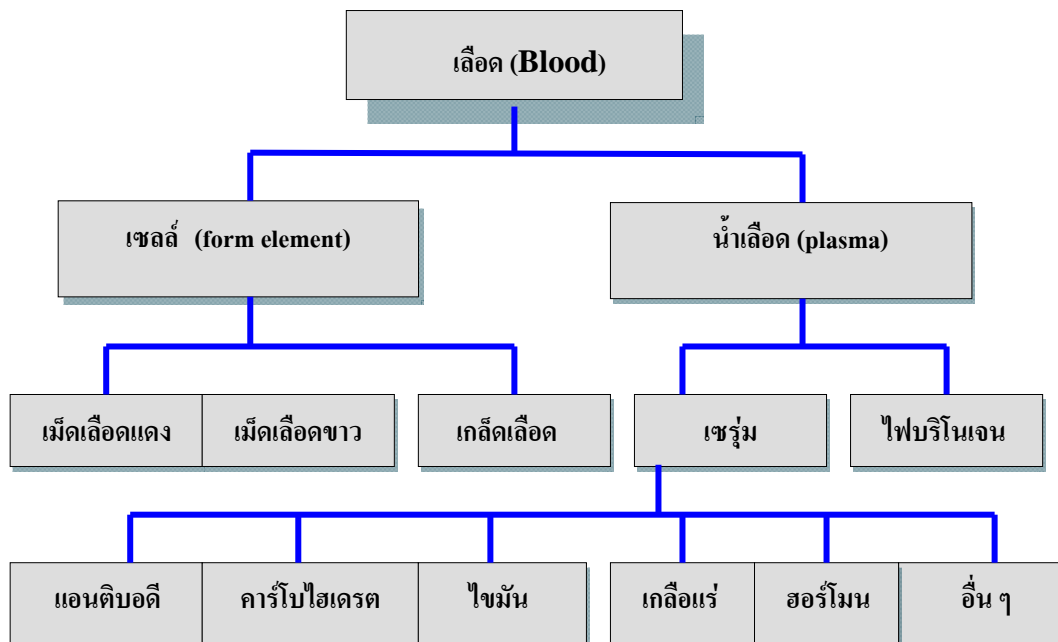 เลือด (Blood)
เซลล์ (form element)
น้ำเลือด (plasma)
เม็ดเลือดแดง
เม็ดเลือดขาว
เกล็ดเลือด
เซรุ่ม
ไฟบริโนเจน
แอนติบอดี
คาร์โบไฮเดรต
ไขมัน
เกลือแร่
ฮอร์โมน
อื่น ๆ